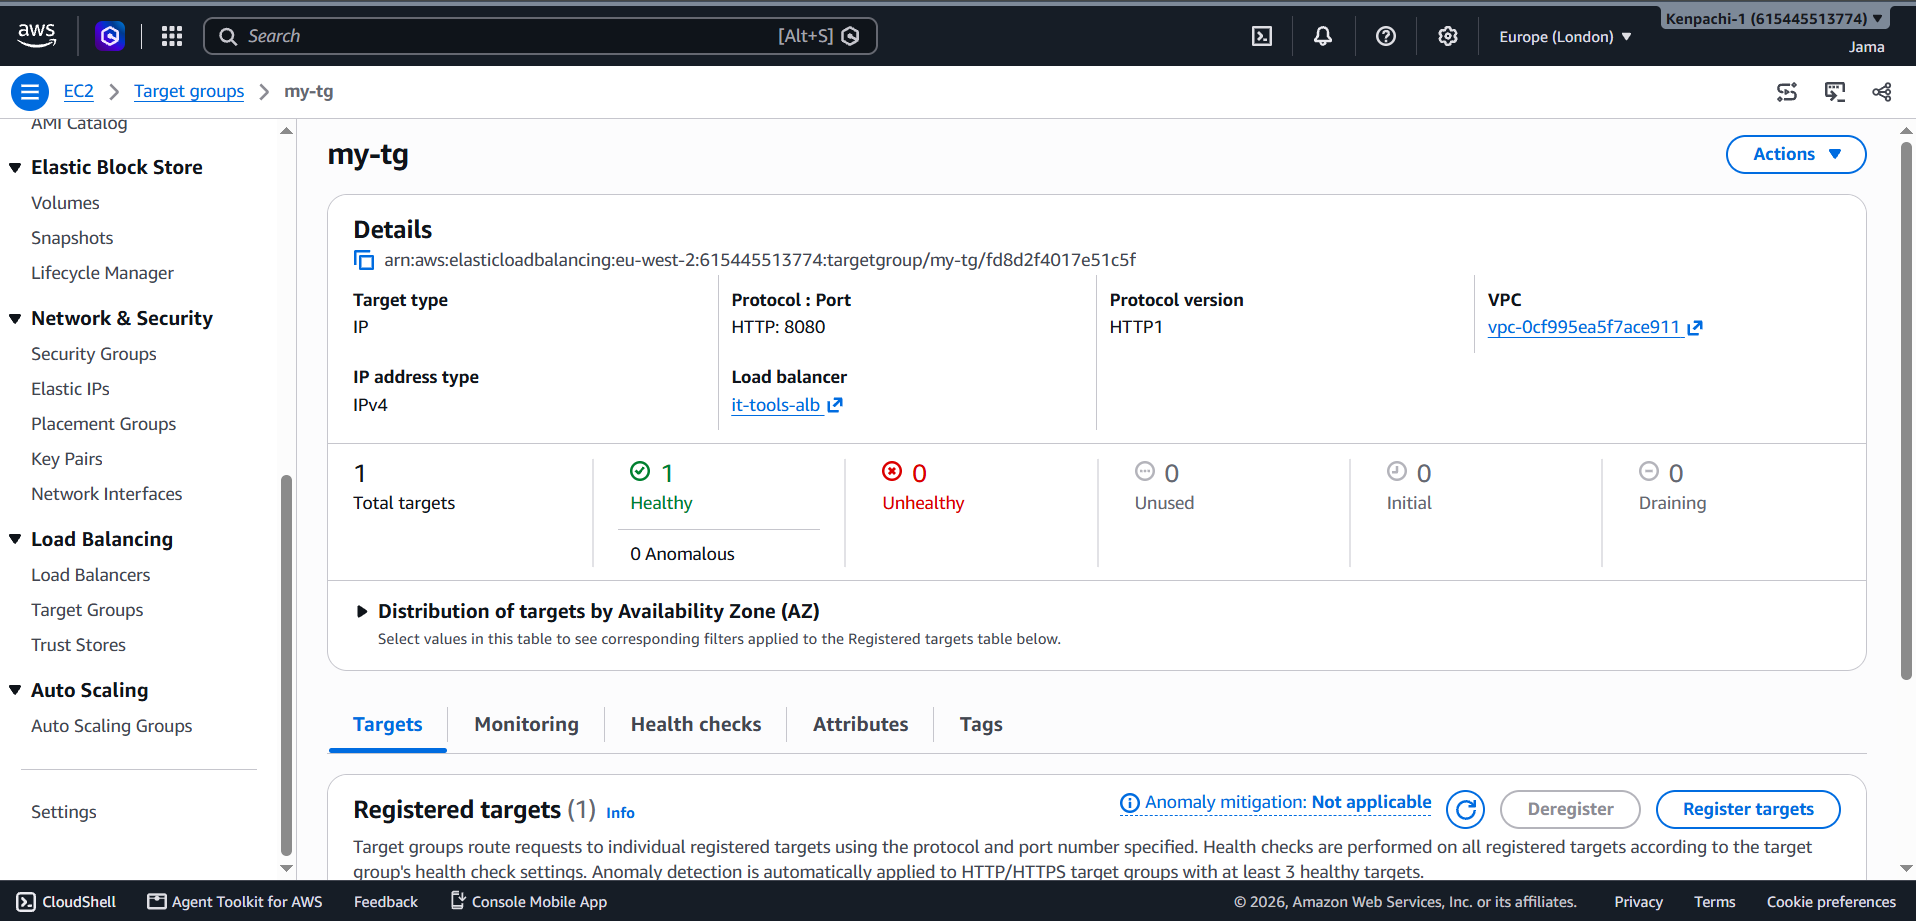 aws
Search
[Alt+S]
Europe (London)
Kenpachi-1 (615445513774)
Jama
EC2
Target groups
my-tg
AMI Catalog
Elastic Block Store
Volumes
Snapshots
Lifecycle Manager
Network & Security
Security Groups
Elastic IPs
Placement Groups
Key Pairs
Network Interfaces
Load Balancing
Load Balancers
Target Groups
Trust Stores
Auto Scaling
Auto Scaling Groups
Settings
my-tg
Actions
Details
arn:aws:elasticloadbalancing:eu-west-2:615445513774:targetgroup/my-tg/fd8d2f4017e51c5f
Target type
IP
Protocol : Port
HTTP: 8080
Protocol version
HTTP1
VPC
vpc-0cf995ea5f7ace911
IP address type
IPv4
Load balancer
it-tools-alb
1
Total targets
1
Healthy
0 Anomalous
0
Unhealthy
0
Unused
0
Initial
0
Draining
Distribution of targets by Availability Zone (AZ)
Select values in this table to see corresponding filters applied to the Registered targets table below.
Targets
Monitoring
Health checks
Attributes
Tags
Registered targets (1) Info
Anomaly mitigation: Not applicable
Deregister
Register targets
Target groups route requests to individual registered targets using the protocol and port number specified. Health checks are performed on all registered targets according to the target
group's health check settings. Anomaly detection is automatically applied to HTTP/HTTPS target groups with at least 3 healthy targets.
CloudShell
Agent Toolkit for AWS
Feedback
Console Mobile App
© 2026, Amazon Web Services, Inc. or its affiliates.
Privacy
Terms
Cookie preferences